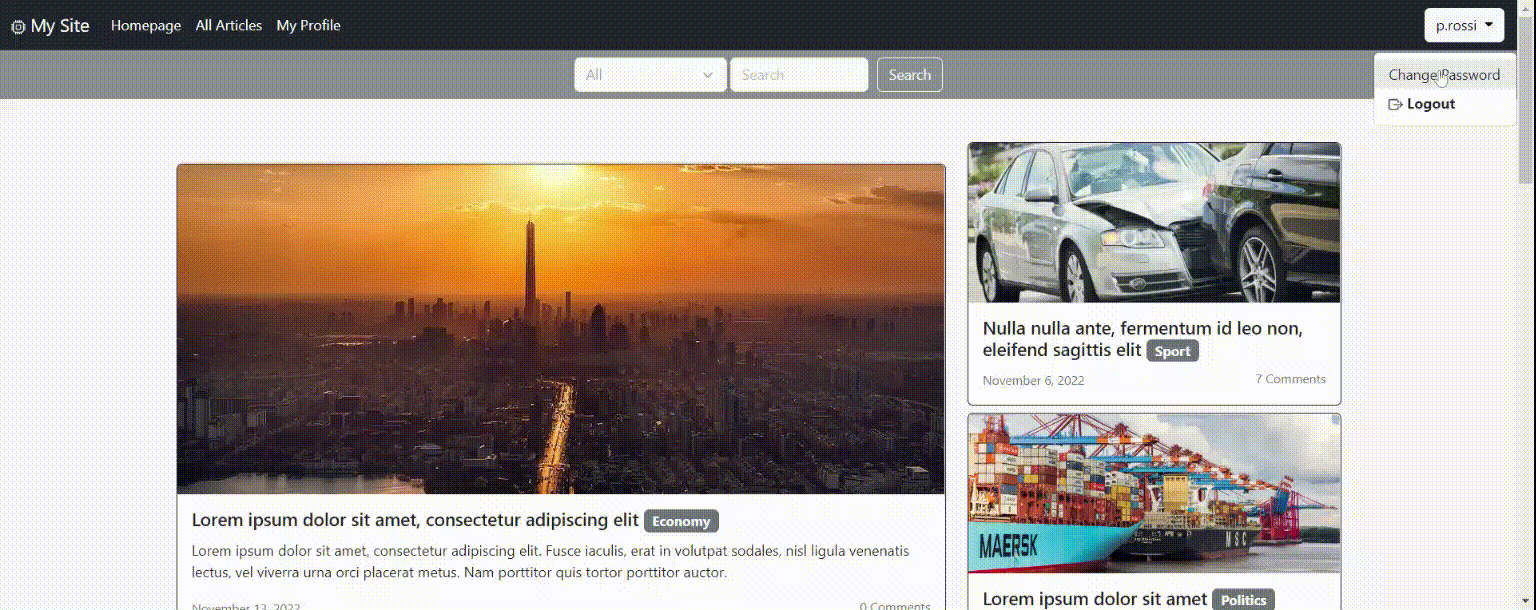 My Site Homepage All Articles My Profile p.rossi
All Search Search
Change Password
Logout
Lorem ipsum dolor sit amet, consectetur adipiscing elit Economy
Lorem ipsum dolor sit amet, consectetur adipiscing elit. Fusce iaculis, erat in volutpat sodales, nisl ligula venenatis
lectus, vel viverra urna orci placerat metus. Nam porttitor quis tortor porttitor auctor.
November 13, 2022 0 Comments
Nulla nulla ante, fermentum id leo non,
eleifend sagittis elit Sport
November 6, 2022 7 Comments
MAERSK
MSC
Lorem ipsum dolor sit amet Politics